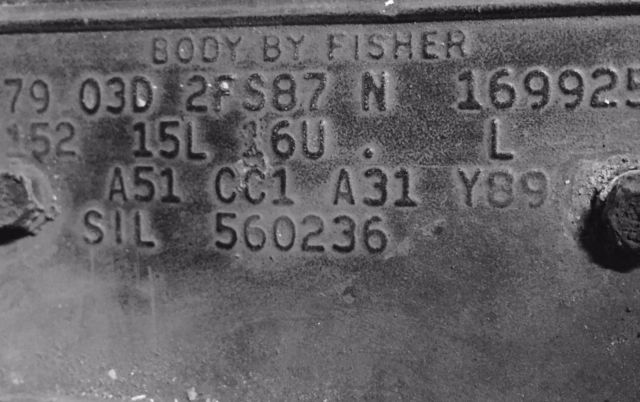 BODY BY FISHER
79 03D 2FS87 N 169925
152 15L 16U . L
A51 CC1 A31 Y89
SIL 560236